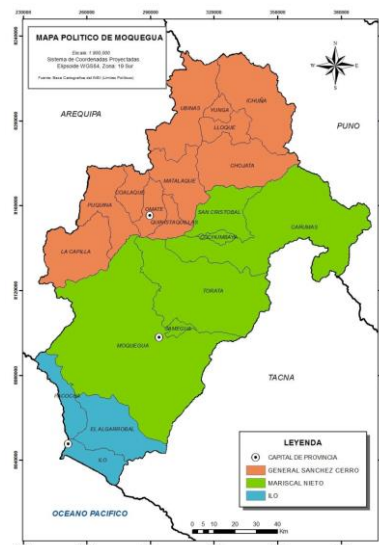 MAPA POLITICO DE MOQUEGUA
Escala: 1:900,000
Sistema de Coordenadas Proyectadas
Elipsoide WGS84, Zona: 19 Sur
AREQUIPA
PUNO
UBINAS
YUNGA
ICHUÑA
LLOQUE
CHOJATA
MATALAQUE
COALAQUE
OMATE
PUQUINA
QUINISTAQUILLAS
LA CAPILLA
SAN CRISTOBAL
CUCHUMBAYA
CARUMAS
TORATA
SAMEGUA
MOQUEGUA
TACNA
PACOCHA
EL ALGARROBAL
ILO
OCEANO PACIFICO
LEYENDA
CAPITAL DE PROVINCIA
GENERAL SANCHEZ CERRO
MARISCAL NIETO
ILO
0 5 10 20 30 40
Km